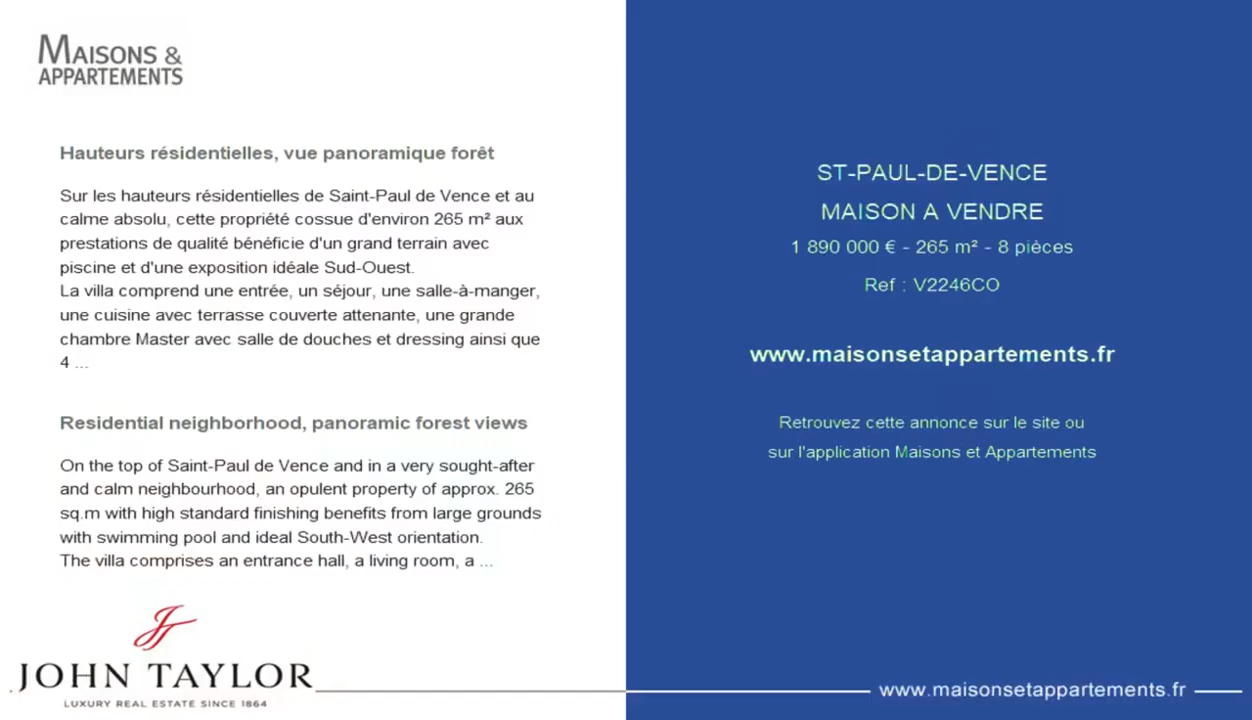 MAISONS &
APPARTEMENTS
Hauteurs résidentielles, vue panoramique forêt
Sur les hauteurs résidentielles de Saint-Paul de Vence et au
calme absolu, cette propriété cossue d'environ 265 m² aux
prestations de qualité bénéficie d'un grand terrain avec
piscine et d'une exposition idéale Sud-Ouest.
La villa comprend une entrée, un séjour, une salle-à-manger,
une cuisine avec terrasse couverte attenante, une grande
chambre Master avec salle de douches et dressing ainsi que
4 ...
Residential neighborhood, panoramic forest views
On the top of Saint-Paul de Vence and in a very sought-after
and calm neighbourhood, an opulent property of approx. 265
sq.m with high standard finishing benefits from large grounds
with swimming pool and ideal South-West orientation.
The villa comprises an entrance hall, a living room, a ...
JOHN TAYLOR
LUXURY REAL ESTATE SINCE 1864
ST-PAUL-DE-VENCE
MAISON A VENDRE
1 890 000 € - 265 m² - 8 pièces
Ref : V2246CO
www.maisonsetappartements.fr
Retrouvez cette annonce sur le site ou
sur l'application Maisons et Appartements
www.maisonsetappartements.fr